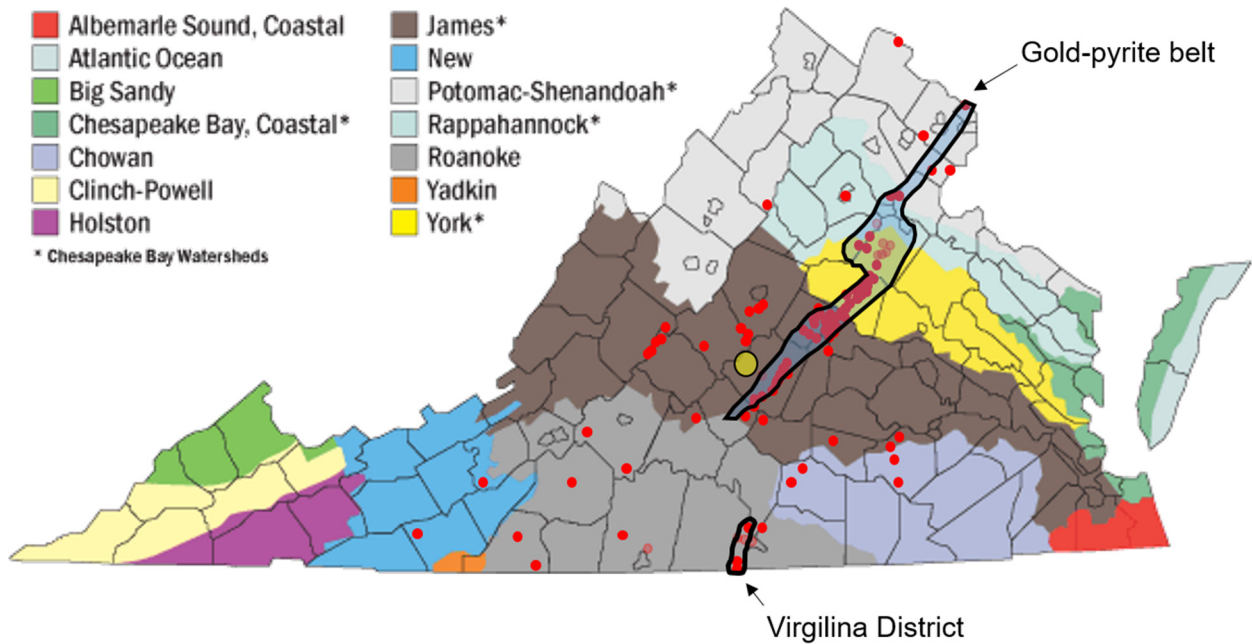 Albemarle Sound, Coastal
Atlantic Ocean
Big Sandy
Chesapeake Bay, Coastal*
Chowan
Clinch-Powell
Holston
* Chesapeake Bay Watersheds
James*
New
Potomac-Shenandoah*
Rappahannock*
Roanoke
Yadkin
York*
Gold-pyrite belt
Virgilina District